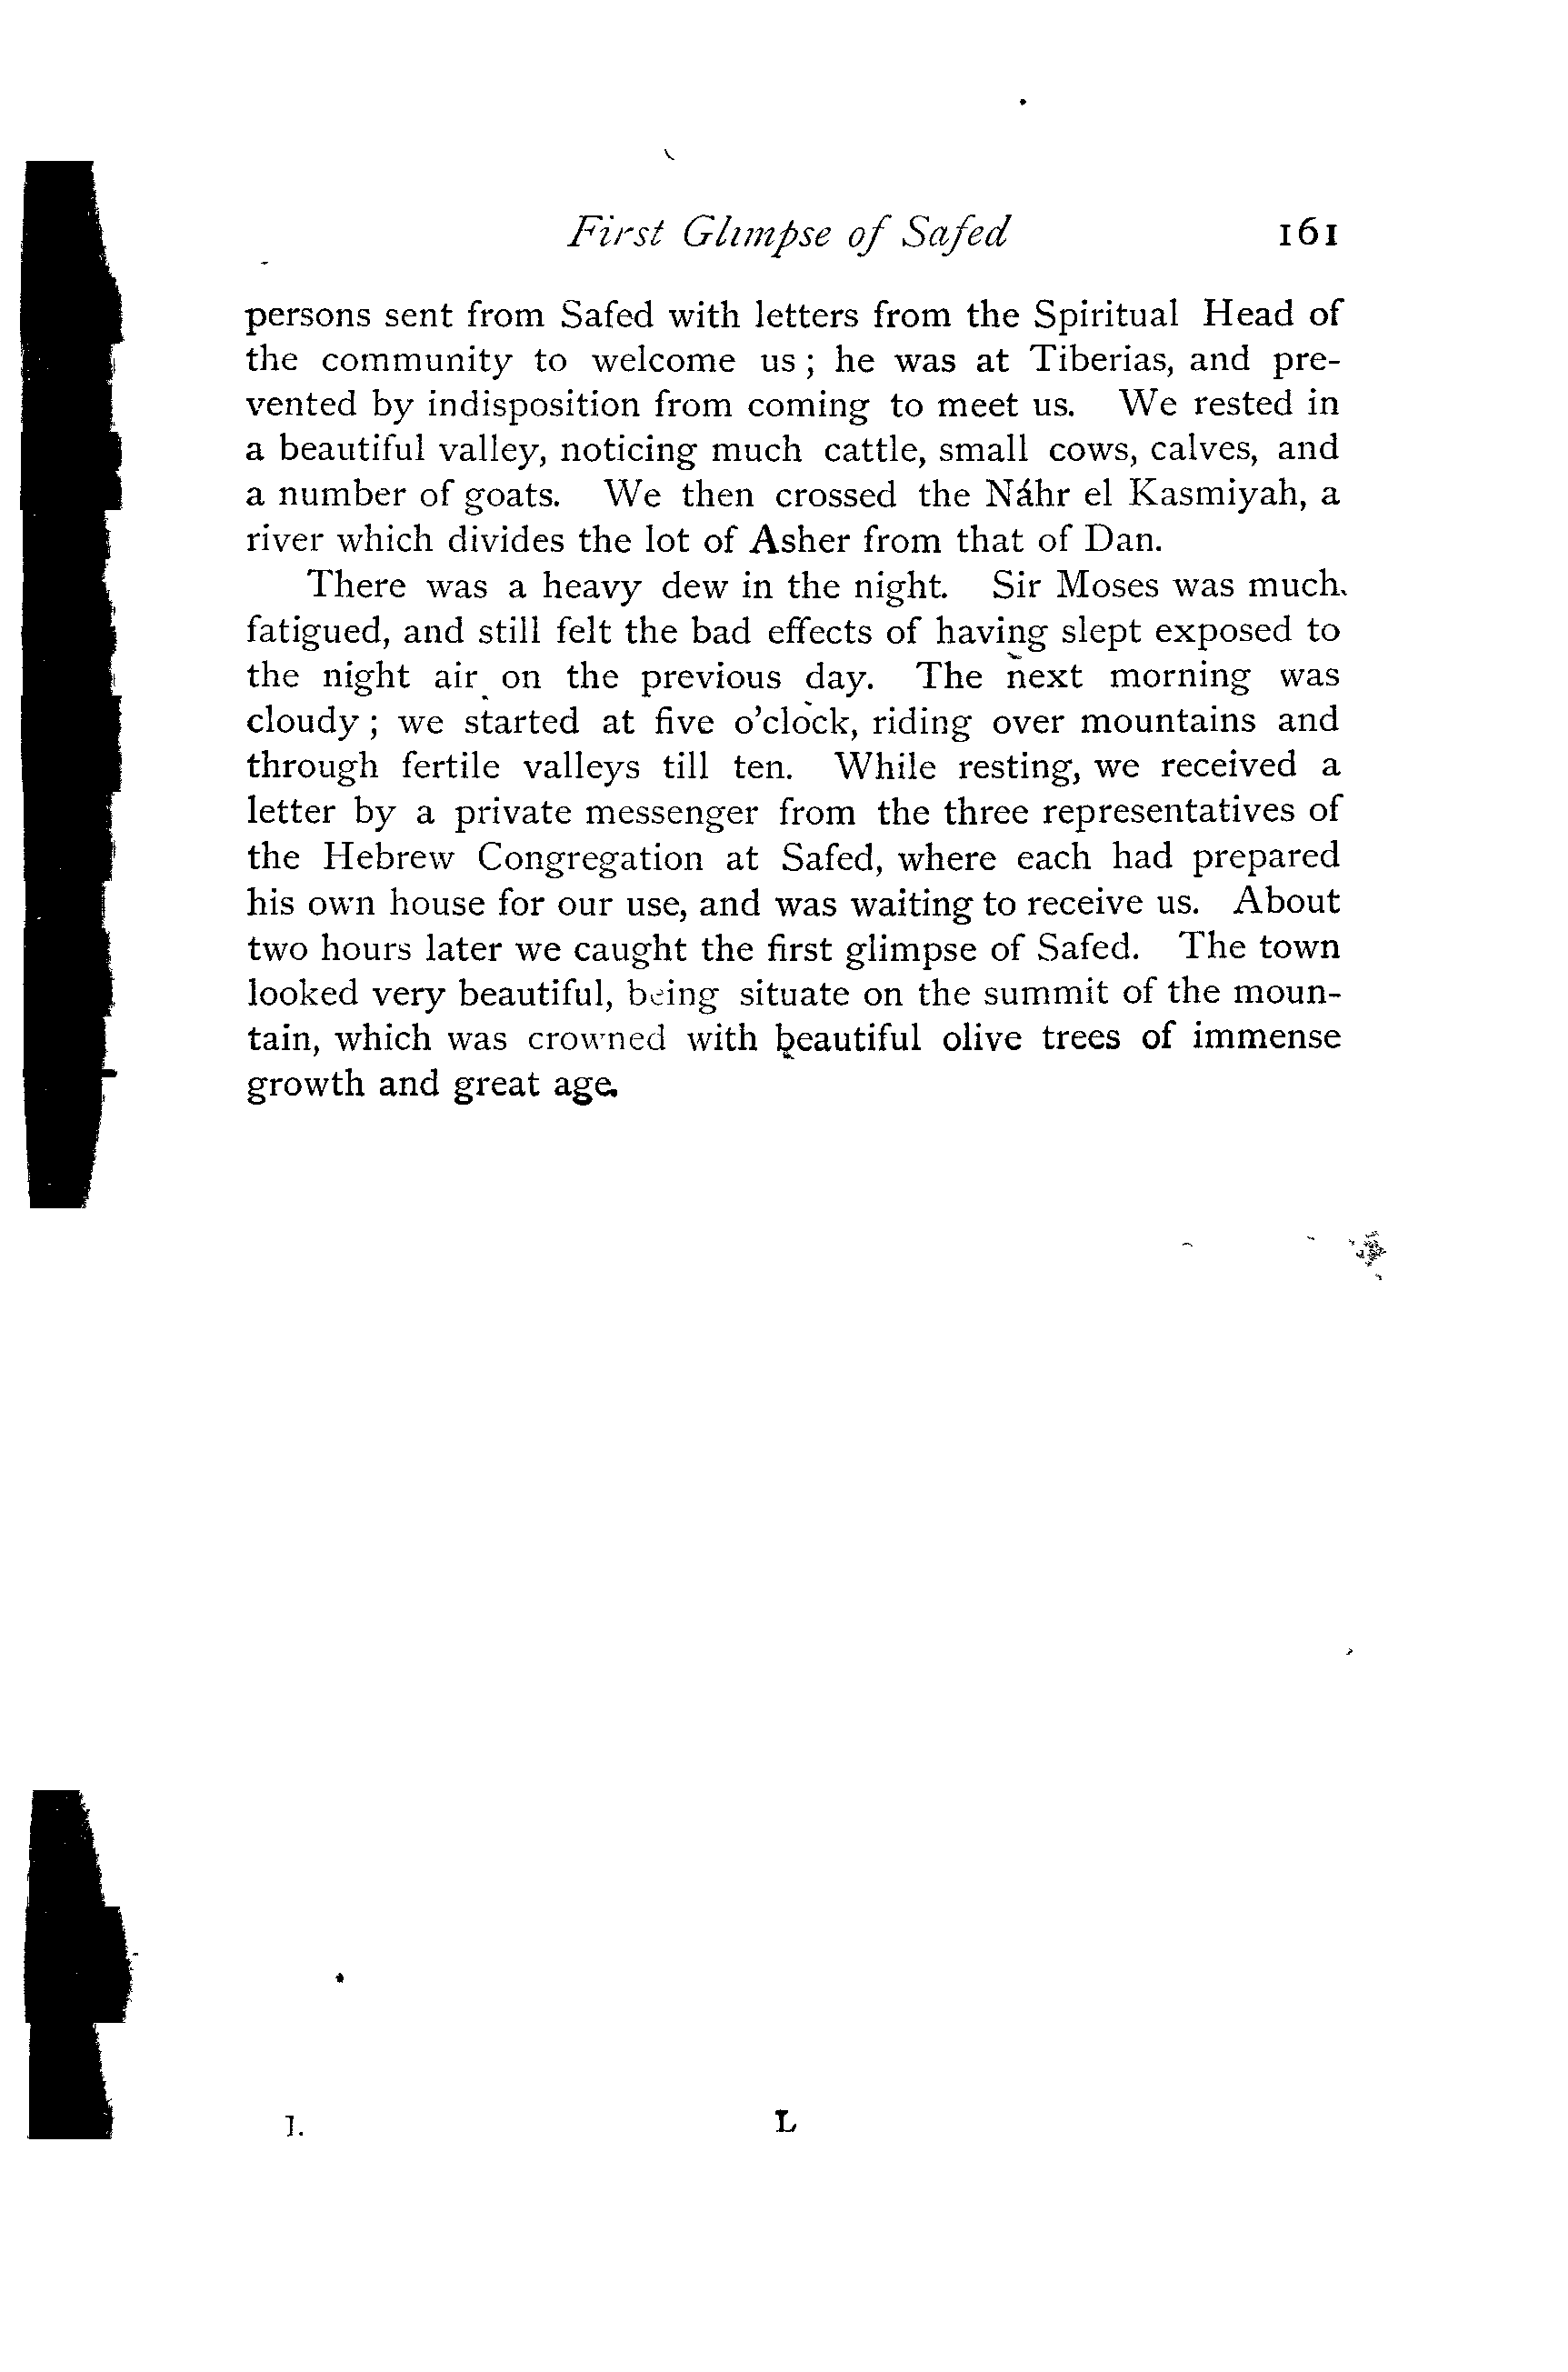 First Glimpse of Safed 161
persons sent from Safed with letters from the Spiritual Head of
the community to welcome us; he was at Tiberias, and pre-
vented by indisposition from coming to meet us. We rested in
a beautiful valley, noticing much cattle, small cows, calves, and
a number of goats. We then crossed the Náhr el Kasmiyah, a
river which divides the lot of Asher from that of Dan.
There was a heavy dew in the night. Sir Moses was much
fatigued, and still felt the bad effects of having slept exposed to
the night air on the previous day. The next morning was
cloudy; we started at five o'clock, riding over mountains and
through fertile valleys till ten. While resting, we received a
letter by a private messenger from the three representatives of
the Hebrew Congregation at Safed, where each had prepared
his own house for our use, and was waiting to receive us. About
two hours later we caught the first glimpse of Safed. The town
looked very beautiful, being situate on the summit of the moun-
tain, which was crowned with beautiful olive trees of immense
growth and great age.
I. L